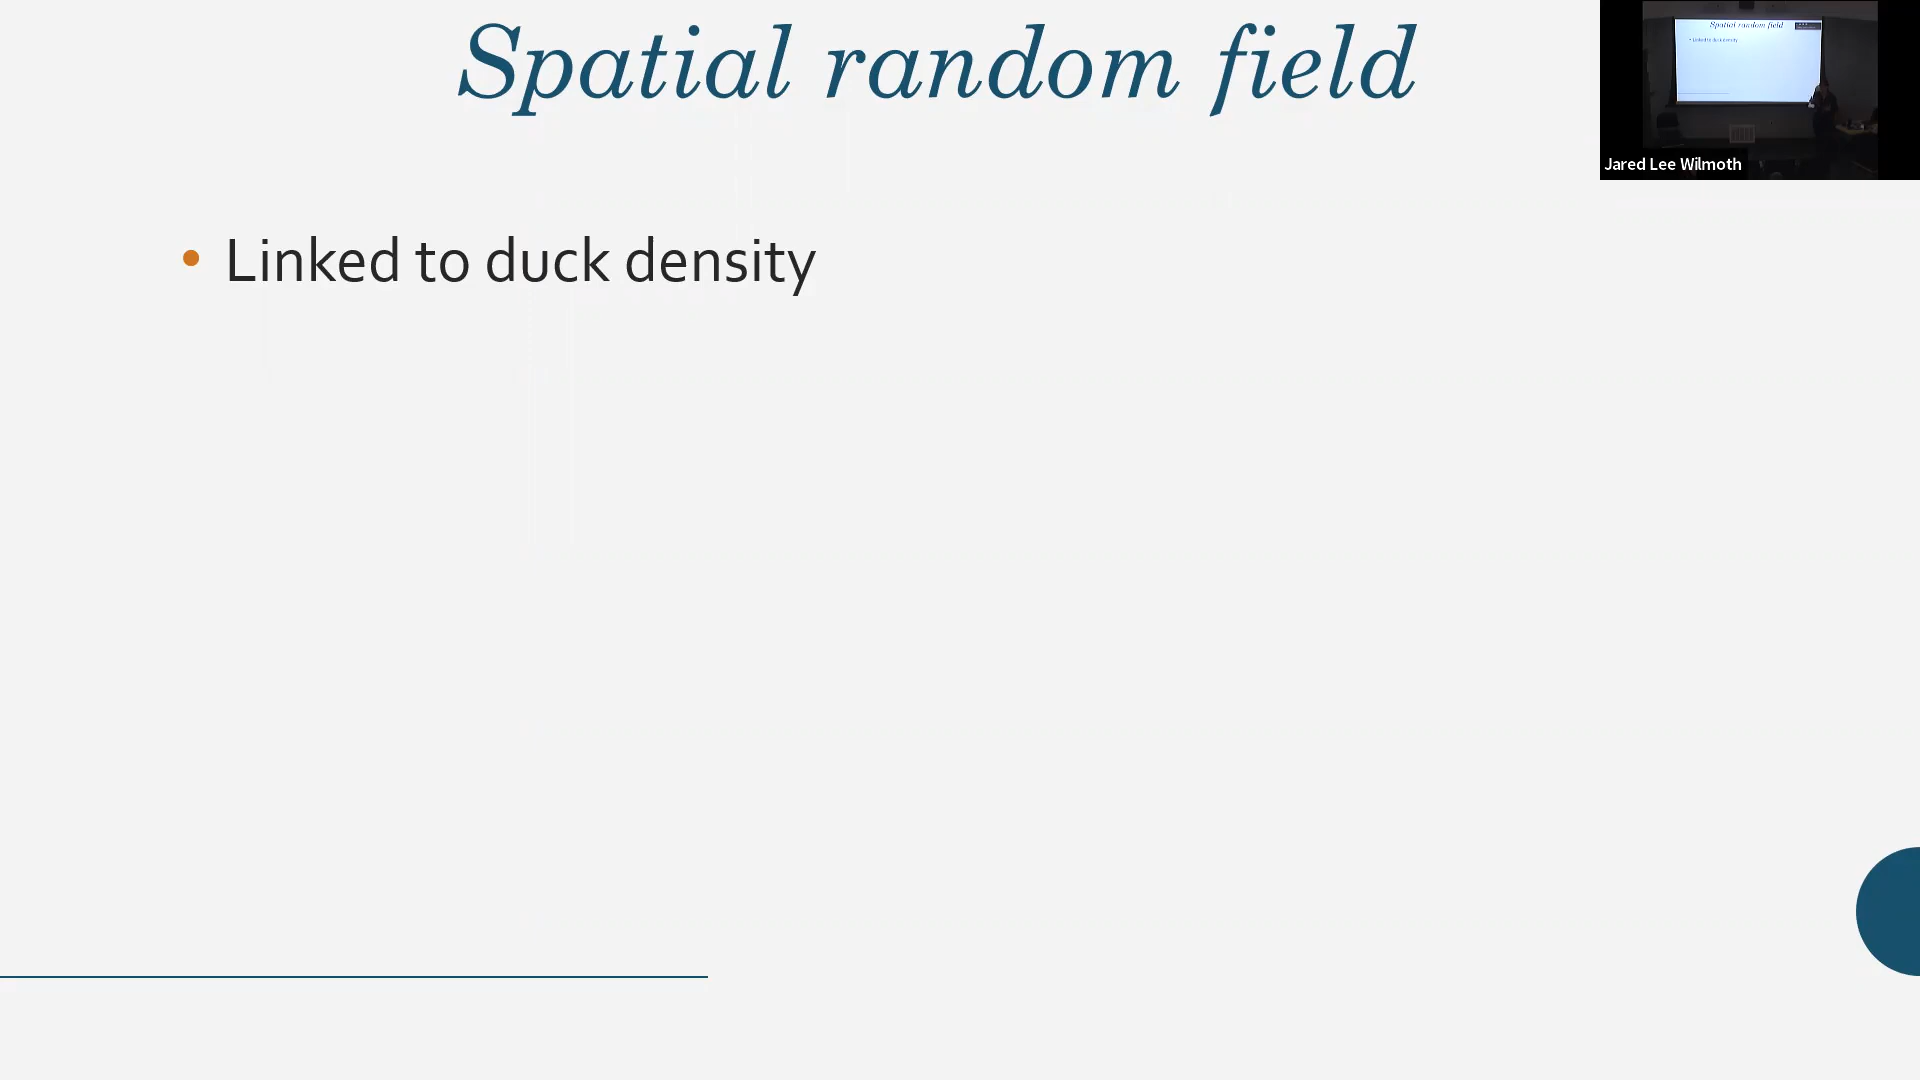 Spatial random field
Jared Lee Wilmoth
• Linked to duck density